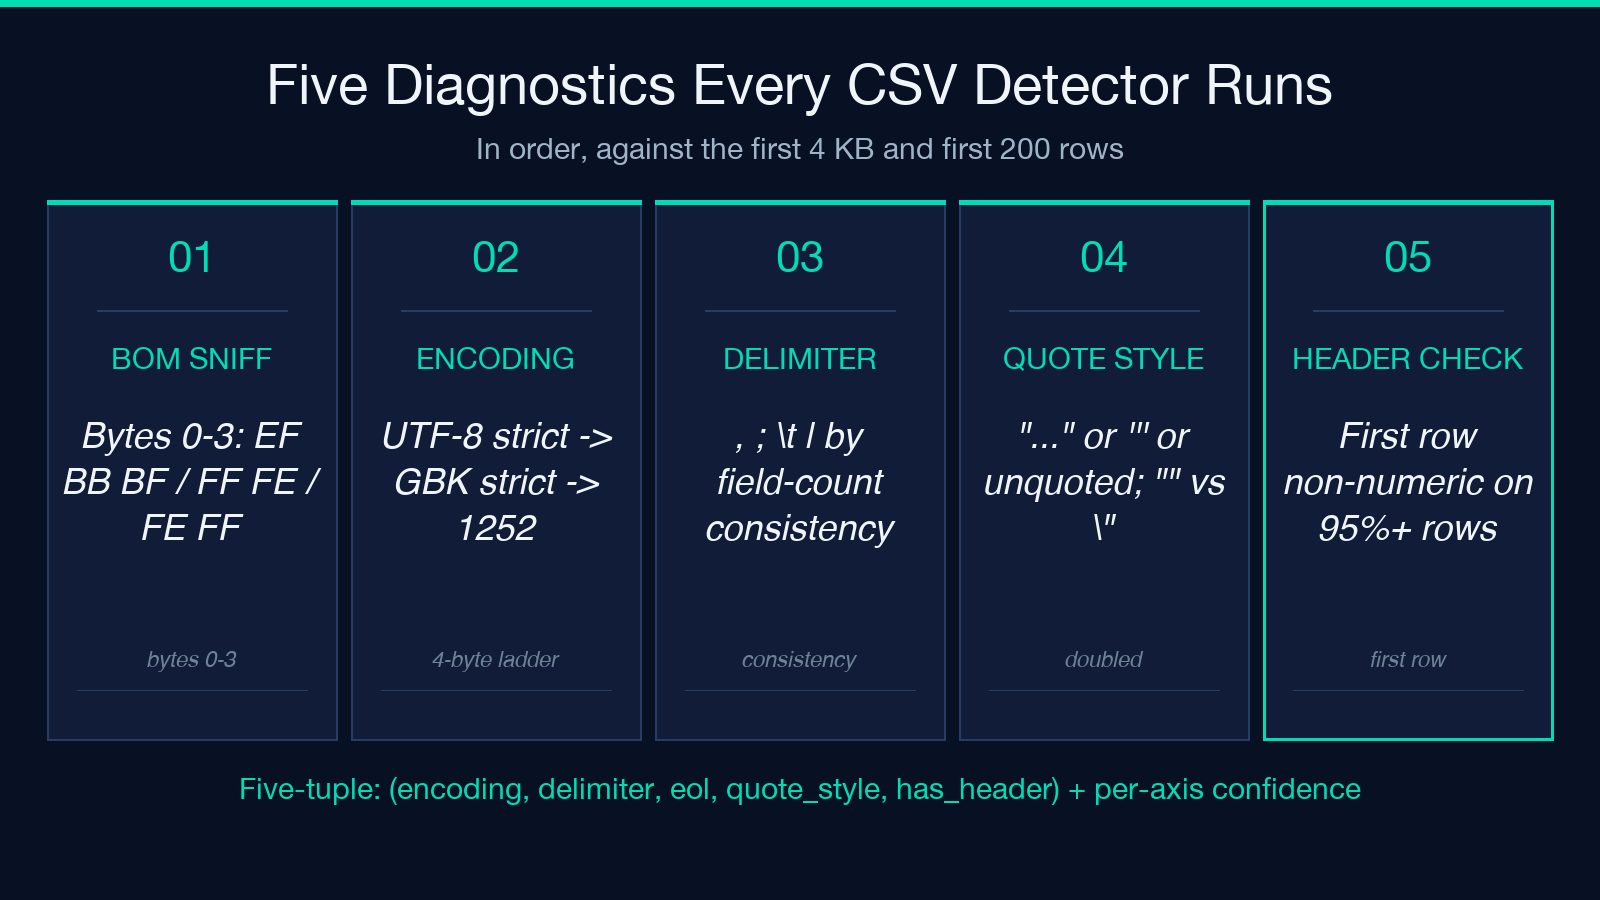 Five Diagnostics Every CSV Detector Runs
In order, against the first 4 KB and first 200 rows
01
BOM SNIFF
Bytes 0-3: EF
BB BF / FF FE /
FE FF
bytes 0-3
02
ENCODING
UTF-8 strict ->
GBK strict ->
1252
4-byte ladder
03
DELIMITER
, ; \t | by
field-count
consistency
consistency
04
QUOTE STYLE
"..." or '"' or
unquoted; "" vs
\"
doubled
05
HEADER CHECK
First row
non-numeric on
95%+ rows
first row
Five-tuple: (encoding, delimiter, eol, quote_style, has_header) + per-axis confidence